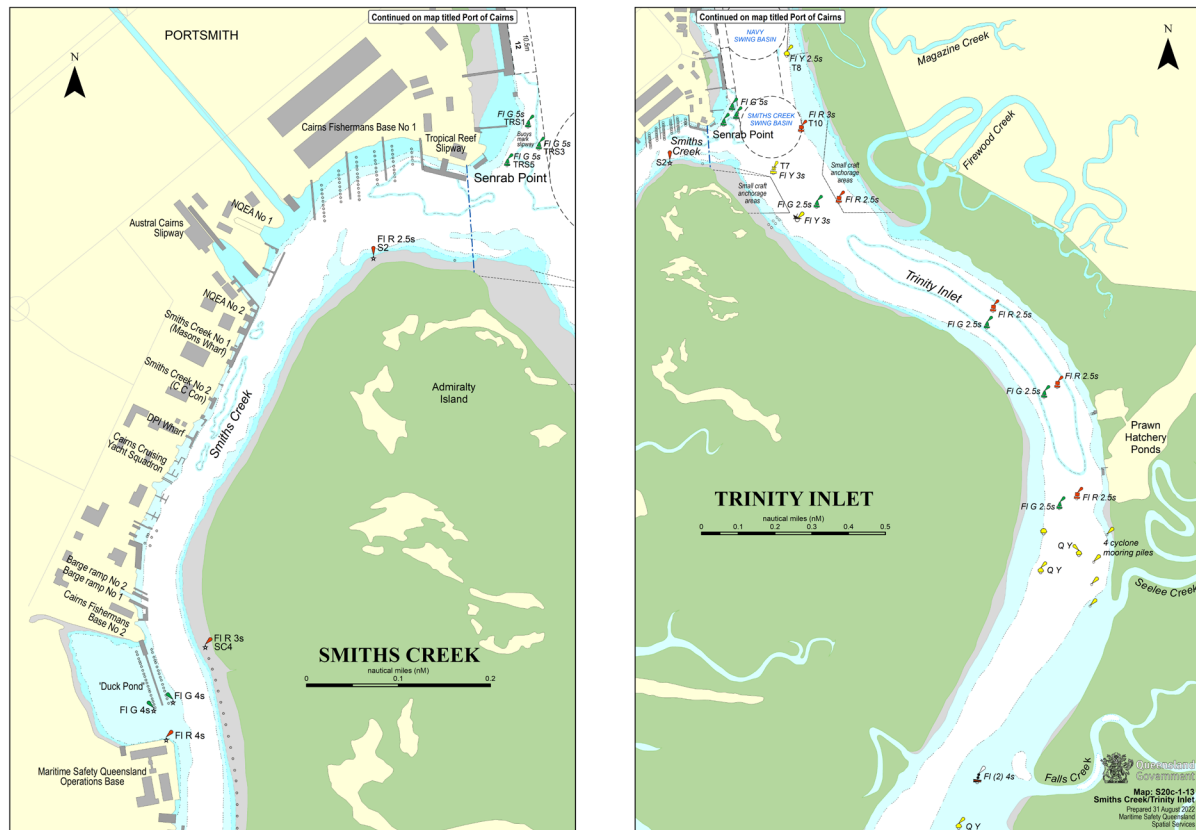 Continued on map titled Port of Cairns
PORTSMITH
N
12
10.5m
Cairns Fishermans Base No 1
Tropical Reef
Slipway
Fl G 5s
TRS1
Buoys
mark
slipway
Fl G 5s
TRS3
Fl G 5s
TRS5
Senrab Point
NQEA No 1
Austral Cairns
Slipway
Fl R 2.5s
S2
NQEA No 2
Smiths Creek No 1
(Masons Wharf)
Smiths Creek No 2
(C C Con)
DPI Wharf
Cairns Cruising
Yacht Squadron
Smiths Creek
Admiralty
Island
Barge ramp No 2
Barge ramp No 1
Cairns Fishermans
Base No 2
Fl R 3s
SC4
SMITHS CREEK
nautical miles (nM)
0
0.1
0.2
'Duck Pond'
Fl G 4s
Fl G 4s
Fl R 4s
Maritime Safety Queensland
Operations Base
Continued on map titled Port of Cairns
NAVY
SWING BASIN
Fl Y 2.5s
T8
Magazine Creek
N
Fl G 5s
SMITHS CREEK
SWING BASIN
Fl R 3s
T10
Senrab Point
Smiths
Creek
S2
Firewood Creek
T7
Fl Y 3s
Small craft
anchorage
areas
Small craft
anchorage
areas
Fl G 2.5s
Fl R 2.5s
Fl Y 3s
Trinity Inlet
Fl R 2.5s
Fl G 2.5s
Fl R 2.5s
Fl G 2.5s
Prawn
Hatchery
Ponds
TRINITY INLET
nautical miles (nM)
0
0.1
0.2
0.3
0.4
0.5
Fl R 2.5s
Fl G 2.5s
4 cyclone
mooring piles
Q Y
Q Y
Seelee Creek
Fl (2) 4s
Falls Creek
Queensland
Government
Map: S20c-1-13
Smiths Creek/Trinity Inlet
Prepared 31 August 2022
Maritime Safety Queensland
Spatial Services
Q Y